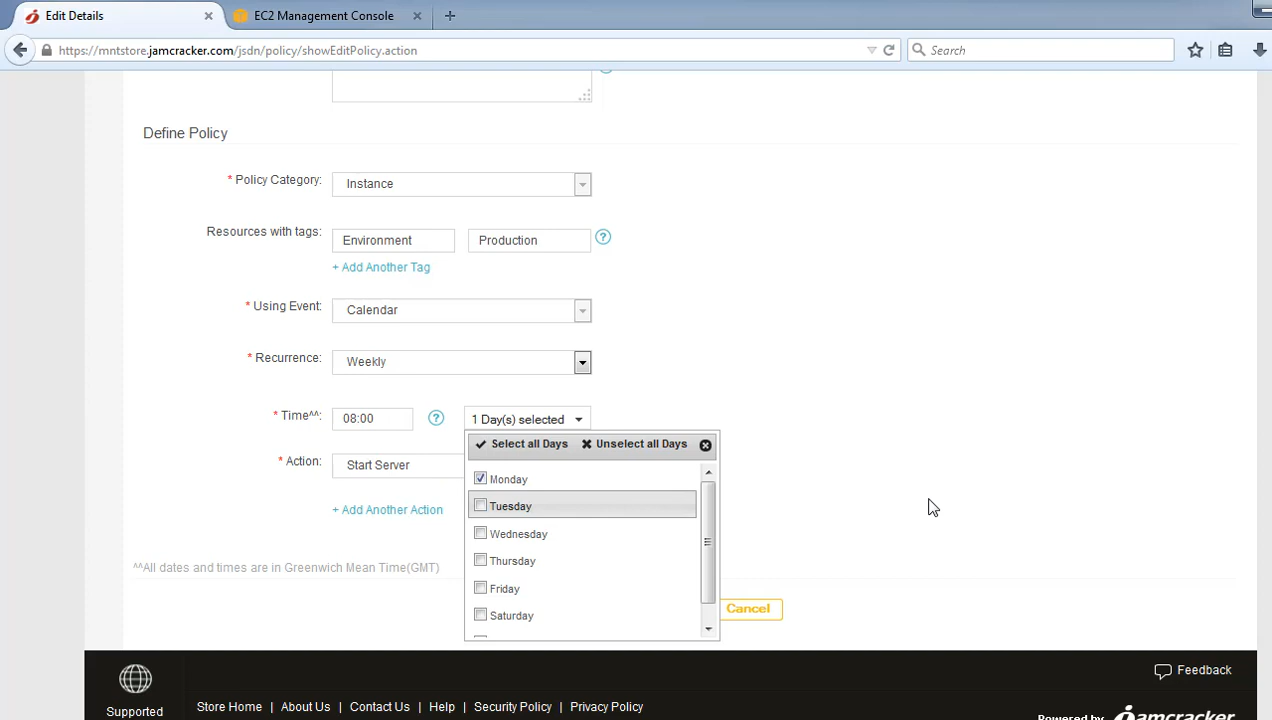 Edit Details
EC2 Management Console
https://mntstore.jamcracker.com/jsdn/policy/showEditPolicy.action
Search
Define Policy
* Policy Category: Instance
Resources with tags: Environment Production
+ Add Another Tag
* Using Event: Calendar
* Recurrence: Weekly
* Time^^: 08:00 1 Day(s) selected
Select all Days Unselect all Days
* Action: Start Server
Monday
Tuesday
+ Add Another Action
Wednesday
Thursday
^^All dates and times are in Greenwich Mean Time(GMT)
Friday
Saturday
Cancel
Feedback
Supported
Store Home | About Us | Contact Us | Help | Security Policy | Privacy Policy
Powered by jamcracker